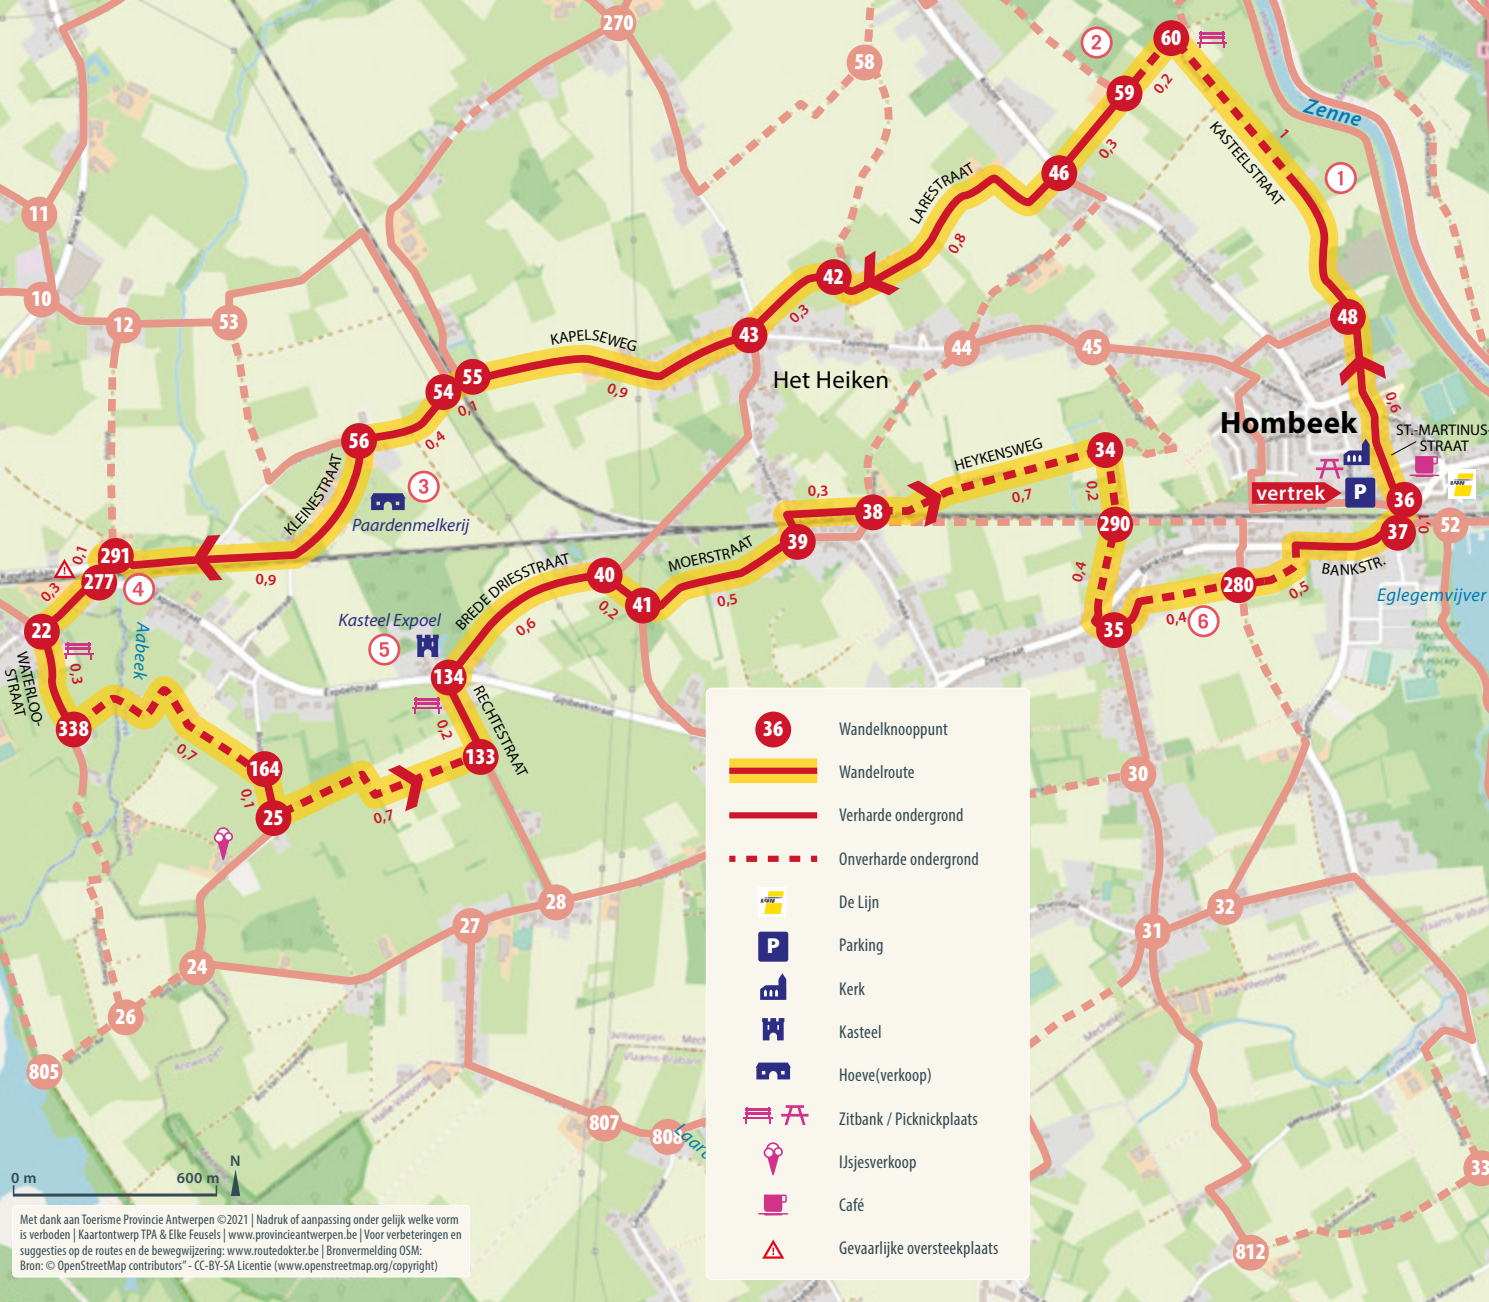 270
58
60
2
59
0,2
Zenne
1
KASTEELSTRAAT
1
0,3
46
11
LARESTRAAT
0,8
42
10
12
53
0,3
43
48
KAPELSEWEG
44
45
55
54
0,1
0,9
Het Heiken
0,6
Hombeek
ST.-MARTINUS-
STRAAT
56
0,4
HEYKENSWEG
34
KLEINESTRAAT
3
Paardenmelkerij
0,3
38
0,7
0,2
vertrek
P
36
37
0,1
52
290
39
MOERSTRAAT
291
0,1
277
0,3
4
0,9
BREDE DRIESSTRAAT
40
0,2
41
0,5
0,4
BANKSTR.
280
0,5
Eglegemvijver
22
Kasteel Expoel
5
0,6
35
0,4
6
Aabeek
WATERLOO-
STRAAT
0,3
134
Expoelstraat
Gijsbeekstraat
RECHTESTRAAT
0,2
338
0,7
164
133
0,1
25
0,7
30
28
27
32
31
24
26
805
807
808
33
812
36
Wandelknooppunt
Wandelroute
Verharde ondergrond
Onverharde ondergrond
De Lijn
P
Parking
Kerk
Kasteel
Hoeve(verkoop)
Zitbank / Picknickplaats
IJsjesverkoop
Café
Gevaarlijke oversteekplaats
0 m
600 m
N
Met dank aan Toerisme Provincie Antwerpen ©2021 | Nadruk of aanpassing onder gelijk welke vorm
is verboden | Kaartontwerp TPA & Elke Feusels | www.provincieantwerpen.be | Voor verbeteringen en
suggesties op de routes en de bewegwijzering: www.routedokter.be | Bronvermelding OSM:
Bron: © OpenStreetMap contributors" - CC-BY-SA Licentie (www.openstreetmap.org/copyright)